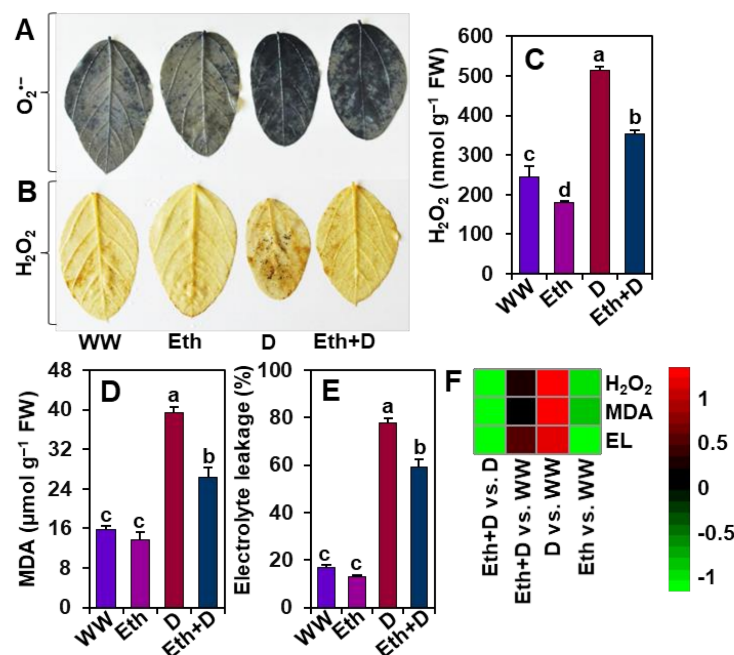 A
O₂•−
B
H₂O₂
WW Eth D Eth+D
C
H₂O₂ (nmol g⁻¹ FW)
600
500
400
300
200
100
0
c
d
a
b
WW Eth D Eth+D
D
MDA (µmol g⁻¹ FW)
48
40
32
24
16
8
0
c
c
a
b
WW Eth D Eth+D
E
Electrolyte leakage (%)
100
80
60
40
20
0
c
c
a
b
WW Eth D Eth+D
F
H₂O₂
MDA
EL
Eth+D vs. D
Eth+D vs. WW
D vs. WW
Eth vs. WW
1
0.5
0
-0.5
-1